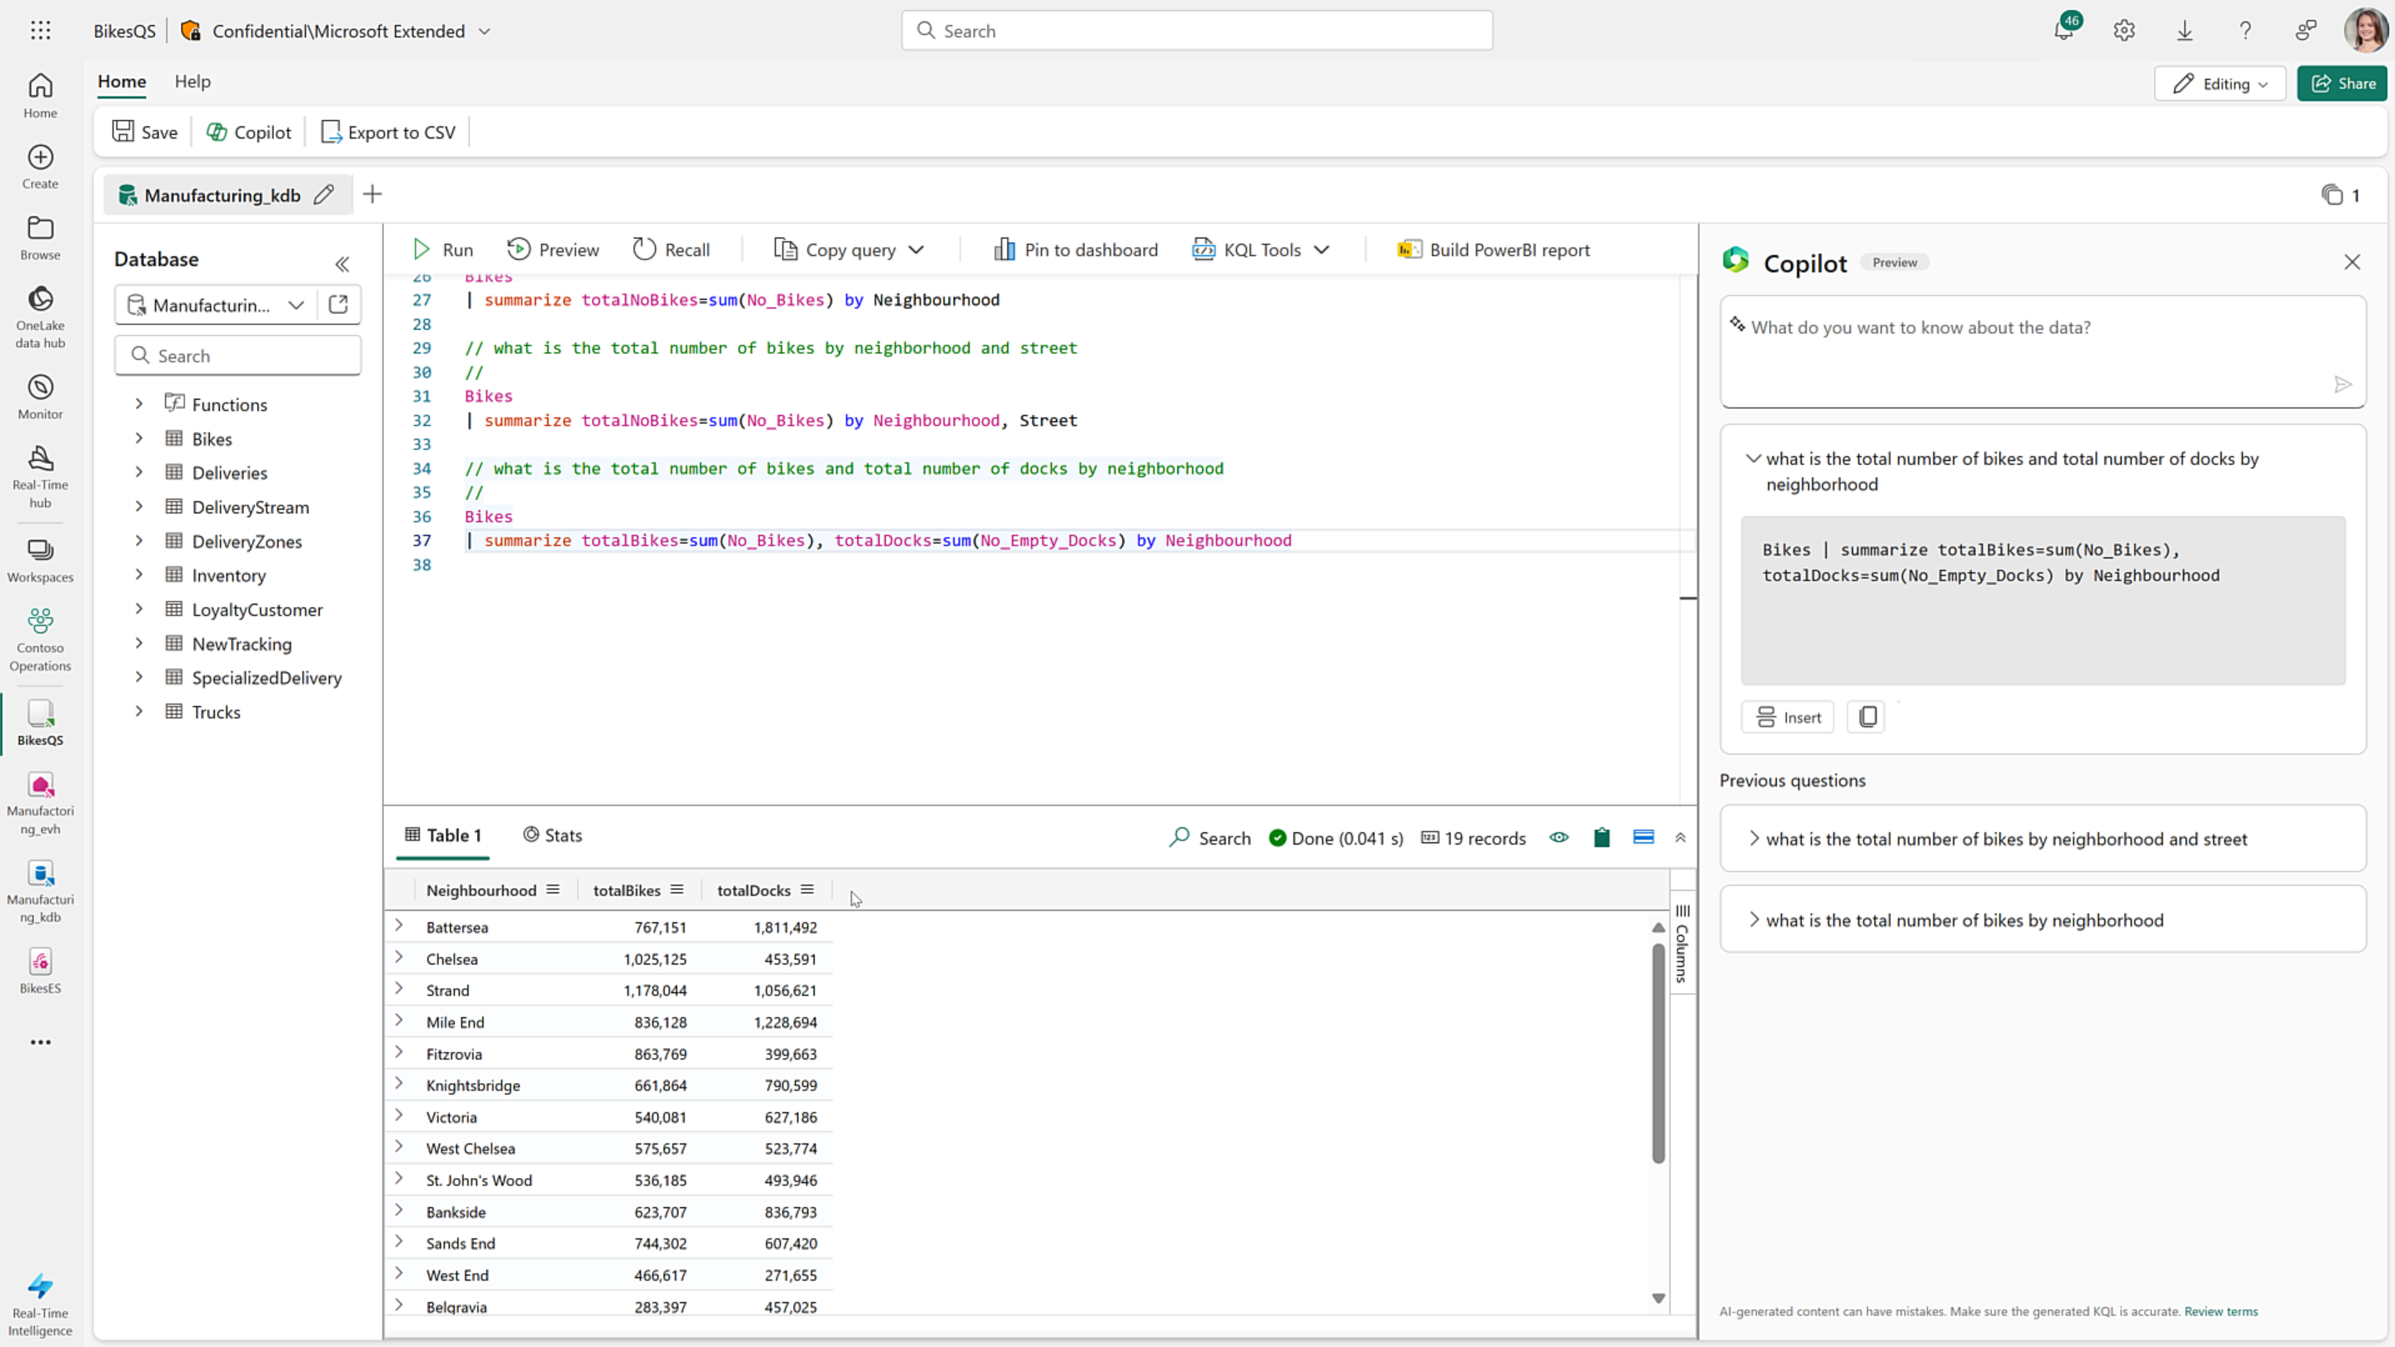 BikesQS
Confidential\Microsoft Extended
Search
46
Home
Help
Editing
Share
Save
Copilot
Export to CSV
Home
Create
Browse
OneLake
data hub
Monitor
Real-Time
hub
Workspaces
Contoso
Operations
BikesQS
Manufactori
ng_evh
Manufacturi
ng_kdb
BikesES
Real-Time
Intelligence
Manufacturing_kdb
1
Database
Manufacturin...
Search
Functions
Bikes
Deliveries
DeliveryStream
DeliveryZones
Inventory
LoyaltyCustomer
NewTracking
SpecializedDelivery
Trucks
Run
Preview
Recall
Copy query
Pin to dashboard
KQL Tools
Build PowerBI report
26 Bikes
27 | summarize totalNoBikes=sum(No_Bikes) by Neighbourhood
28
29 // what is the total number of bikes by neighborhood and street
30 //
31 Bikes
32 | summarize totalNoBikes=sum(No_Bikes) by Neighbourhood, Street
33
34 // what is the total number of bikes and total number of docks by neighborhood
35 //
36 Bikes
37 | summarize totalBikes=sum(No_Bikes), totalDocks=sum(No_Empty_Docks) by Neighbourhood
38
Table 1
Stats
Search
Done (0.041 s)
19 records
Neighbourhood totalBikes totalDocks
Battersea 767,151 1,811,492
Chelsea 1,025,125 453,591
Strand 1,178,044 1,056,621
Mile End 836,128 1,228,694
Fitzrovia 863,769 399,663
Knightsbridge 661,864 790,599
Victoria 540,081 627,186
West Chelsea 575,657 523,774
St. John's Wood 536,185 493,946
Bankside 623,707 836,793
Sands End 744,302 607,420
West End 466,617 271,655
Belgravia 283,397 457,025
Columns
Copilot
Preview
What do you want to know about the data?
what is the total number of bikes and total number of docks by
neighborhood
Bikes | summarize totalBikes=sum(No_Bikes),
totalDocks=sum(No_Empty_Docks) by Neighbourhood
Insert
Previous questions
what is the total number of bikes by neighborhood and street
what is the total number of bikes by neighborhood
AI-generated content can have mistakes. Make sure the generated KQL is accurate. Review terms